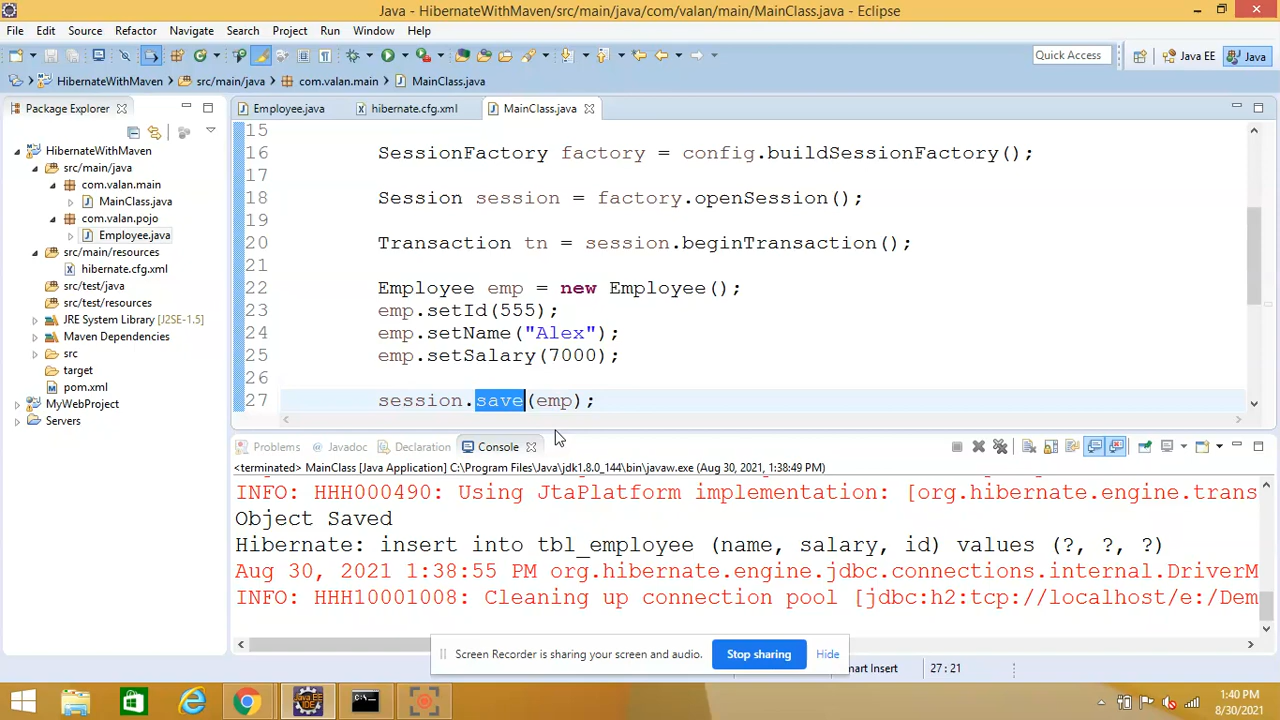 Java - HibernateWithMaven/src/main/java/com/valan/main/MainClass.java - Eclipse
File Edit Source Refactor Navigate Search Project Run Window Help
Quick Access Java EE Java
HibernateWithMaven src/main/java com.valan.main MainClass.java
Package Explorer
HibernateWithMaven
src/main/java
com.valan.main
MainClass.java
com.valan.pojo
Employee.java
src/main/resources
hibernate.cfg.xml
src/test/java
src/test/resources
JRE System Library [J2SE-1.5]
Maven Dependencies
src
target
pom.xml
MyWebProject
Servers
Employee.java hibernate.cfg.xml MainClass.java
15
16 SessionFactory factory = config.buildSessionFactory();
17
18 Session session = factory.openSession();
19
20 Transaction tn = session.beginTransaction();
21
22 Employee emp = new Employee();
23 emp.setId(555);
24 emp.setName("Alex");
25 emp.setSalary(7000);
26
27 session.save(emp);
Problems Javadoc Declaration Console
<terminated> MainClass [Java Application] C:\Program Files\Java\jdk1.8.0_144\bin\javaw.exe (Aug 30, 2021, 1:38:49 PM)
INFO: HHH000490: Using JtaPlatform implementation: [org.hibernate.engine.trans
Object Saved
Hibernate: insert into tbl_employee (name, salary, id) values (?, ?, ?)
Aug 30, 2021 1:38:55 PM org.hibernate.engine.jdbc.connections.internal.DriverM
INFO: HHH10001008: Cleaning up connection pool [jdbc:h2:tcp://localhost/e:/Dem
Screen Recorder is sharing your screen and audio. Stop sharing Hide
mart Insert 27:21
Java EE IDE
C:\_
1:40 PM
8/30/2021